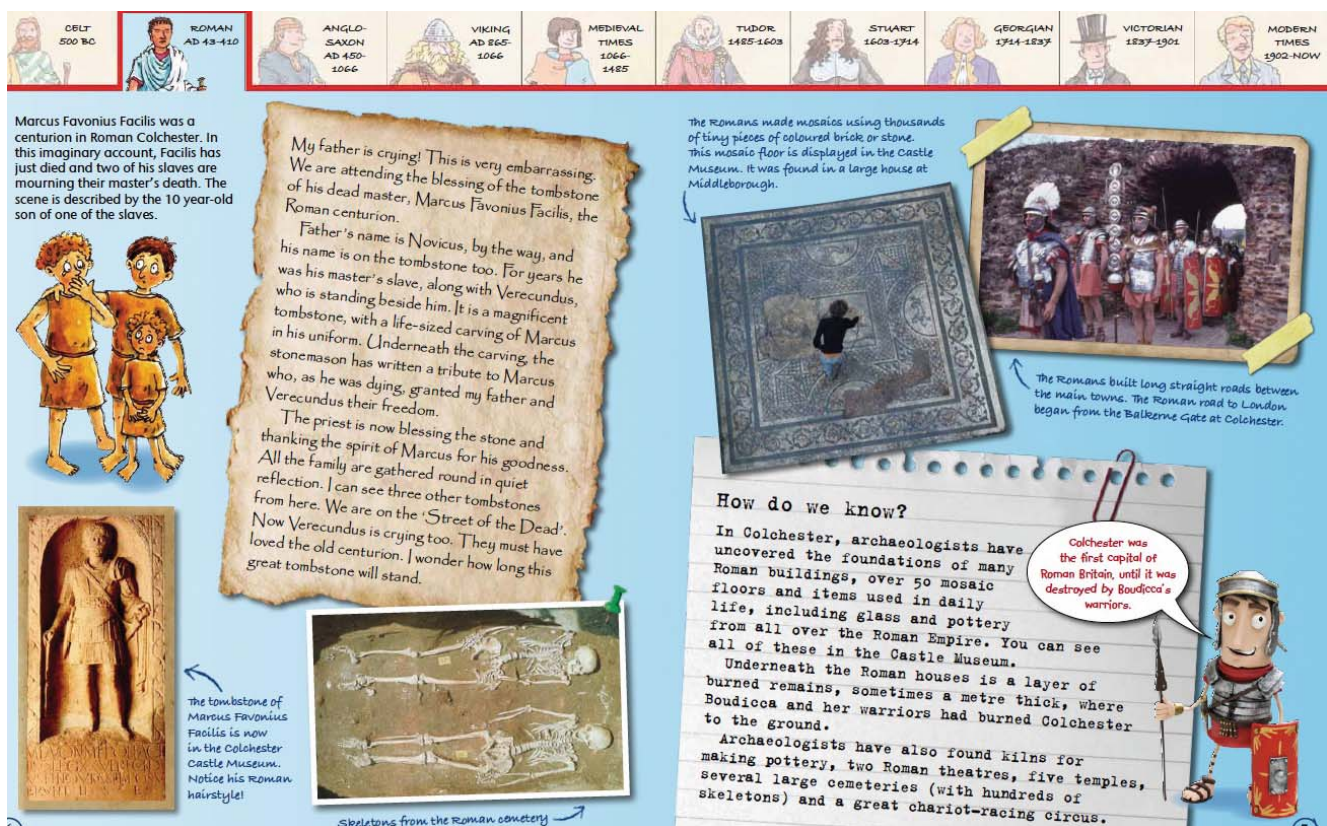 CELT
500 BC
ROMAN
AD 43-410
ANGLO-
SAXON
AD 450-
1066
VIKING
AD 865-
1066
MEDIEVAL
TIMES
1066-
1485
TUDOR
1485-1603
STUART
1603-1714
GEORGIAN
1714-1837
VICTORIAN
1837-1901
MODERN
TIMES
1902-NOW
Marcus Favonius Facilis was a
centurion in Roman Colchester. In
this imaginary account, Facilis has
just died and two of his slaves are
mourning their master's death. The
scene is described by the 10 year-old
son of one of the slaves.
My father is crying! This is very embarrassing.
We are attending the blessing of the tombstone
of his dead master, Marcus Favonius Facilis, the
Roman centurion.
Father's name is Novicus, by the way, and
his name is on the tombstone too. For years he
was his master's slave, along with Verecundus,
who is standing beside him. It is a magnificent
tombstone, with a life-sized carving of Marcus
in his uniform. Underneath the carving, the
stonemason has written a tribute to Marcus
who, as he was dying, granted my father and
Verecundus their freedom.
The priest is now blessing the stone and
thanking the spirit of Marcus for his goodness.
All the family are gathered round in quiet
reflection. I can see three other tombstones
from here. We are on the 'Street of the Dead'.
Now Verecundus is crying too. They must have
loved the old centurion. I wonder how long this
great tombstone will stand.
The tombstone of
Marcus Favonius
Facilis is now
in the Colchester
Castle Museum.
Notice his Roman
hairstyle!
Skeletons from the Roman cemetery
The Romans made mosaics using thousands
of tiny pieces of coloured brick or stone.
This mosaic floor is displayed in the Castle
Museum. It was found in a large house at
Middleborough.
The Romans built long straight roads between
the main towns. The Roman road to London
began from the Balkerne Gate at Colchester.
How do we know?
In Colchester, archaeologists have
uncovered the foundations of many
Roman buildings, over 50 mosaic
floors and items used in daily
life, including glass and pottery
from all over the Roman Empire. You can see
all of these in the Castle Museum.
Underneath the Roman houses is a layer of
burned remains, sometimes a metre thick, where
Boudicca and her warriors had burned Colchester
to the ground.
Archaeologists have also found kilns for
making pottery, two Roman theatres, five temples,
several large cemeteries (with hundreds of
skeletons) and a great chariot-racing circus.
Colchester was
the first capital of
Roman Britain, until it was
destroyed by Boudicca's
warriors.